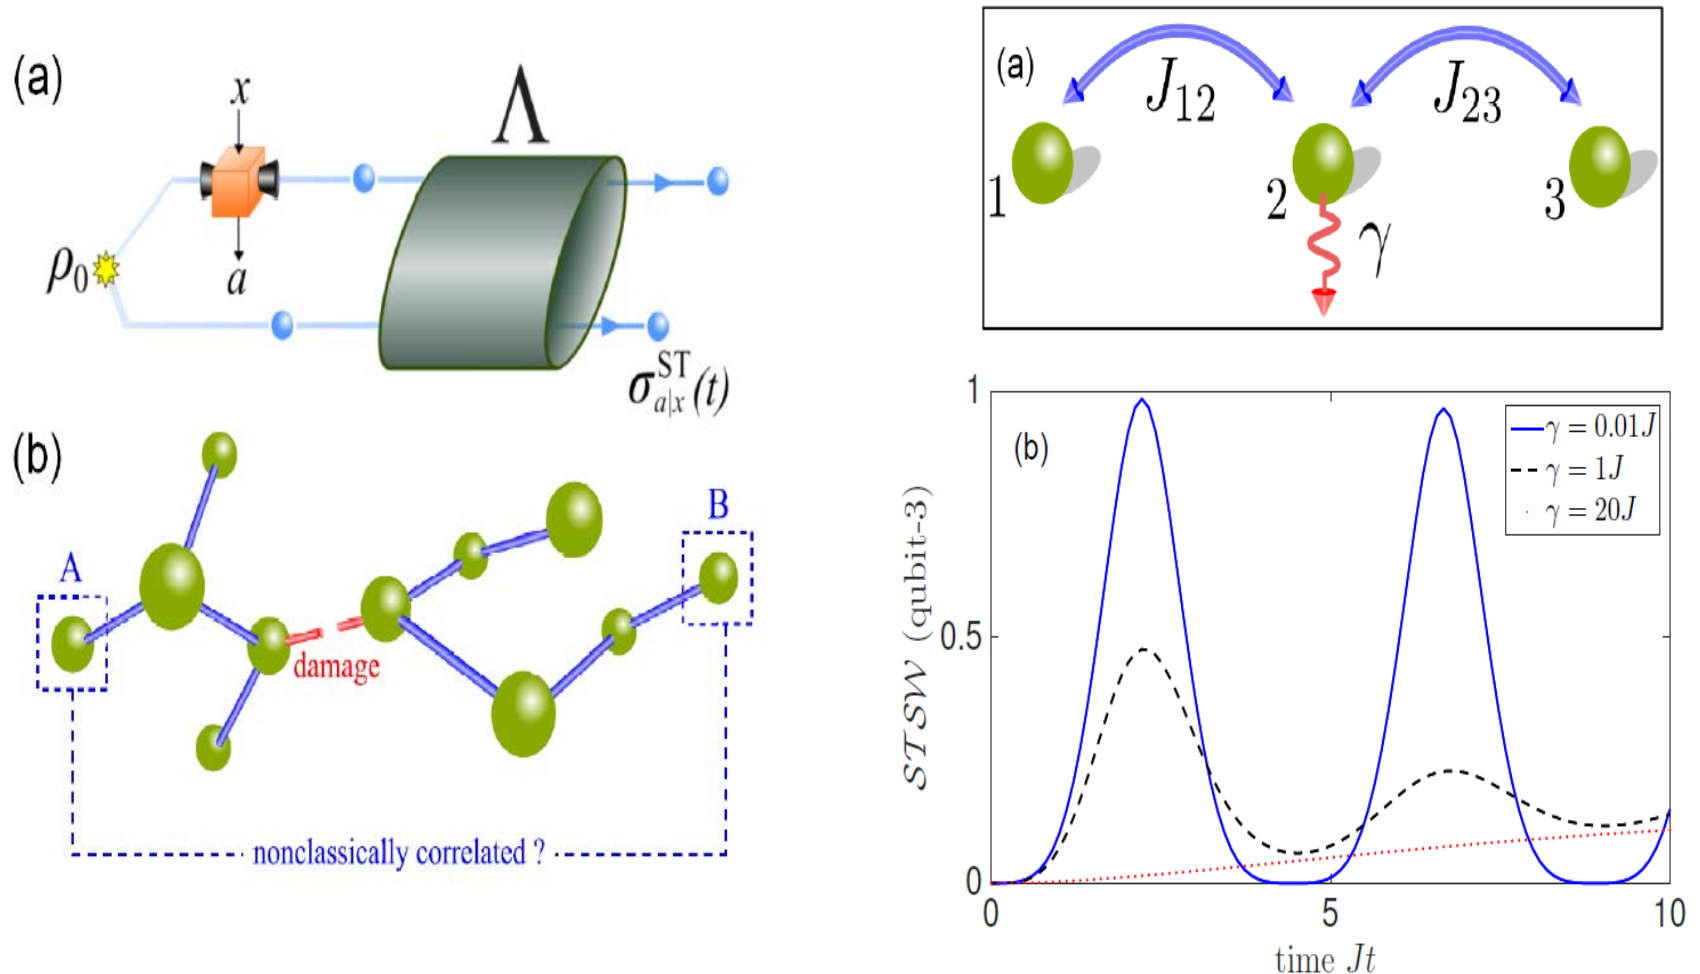 (a)
x
Λ
ρ₀
a
σ^ST_a|x(t)
(b)
A
B
damage
nonclassically correlated ?
(a)
J₁₂
J₂₃
1
2
3
γ
(b)
γ = 0.01J
γ = 1J
γ = 20J
1
0.5
0
STSW (qubit-3)
0
5
10
time Jt